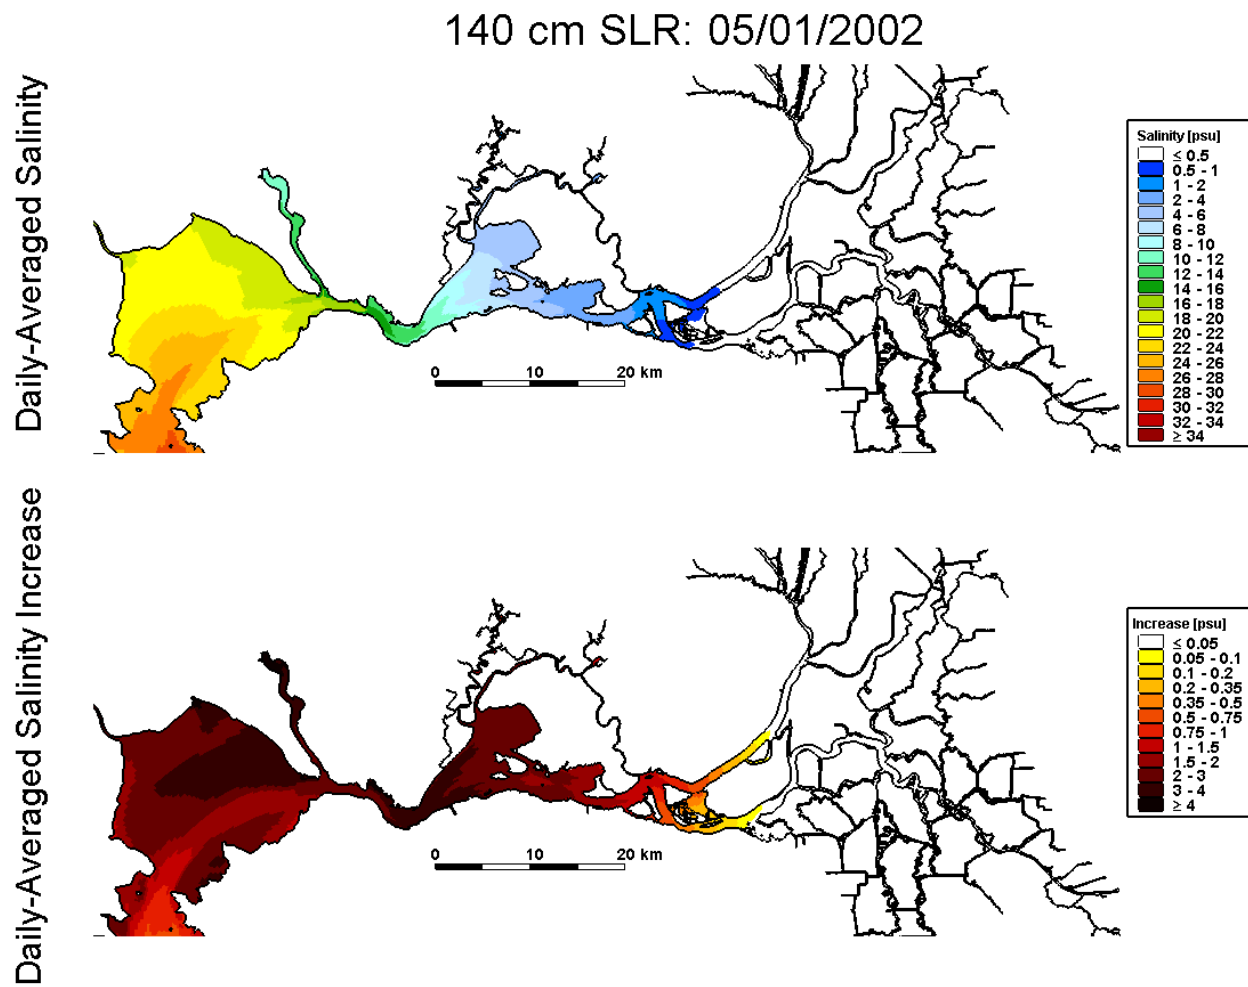 140 cm SLR: 05/01/2002
Daily-Averaged Salinity
Salinity [psu]
≤ 0.5
0.5 - 1
1 - 2
2 - 4
4 - 6
6 - 8
8 - 10
10 - 12
12 - 14
14 - 16
16 - 18
18 - 20
20 - 22
22 - 24
24 - 26
26 - 28
28 - 30
30 - 32
32 - 34
≥ 34
0 10 20 km
Daily-Averaged Salinity Increase
Increase [psu]
≤ 0.05
0.05 - 0.1
0.1 - 0.2
0.2 - 0.35
0.35 - 0.5
0.5 - 0.75
0.75 - 1
1 - 1.5
1.5 - 2
2 - 3
3 - 4
≥ 4
0 10 20 km